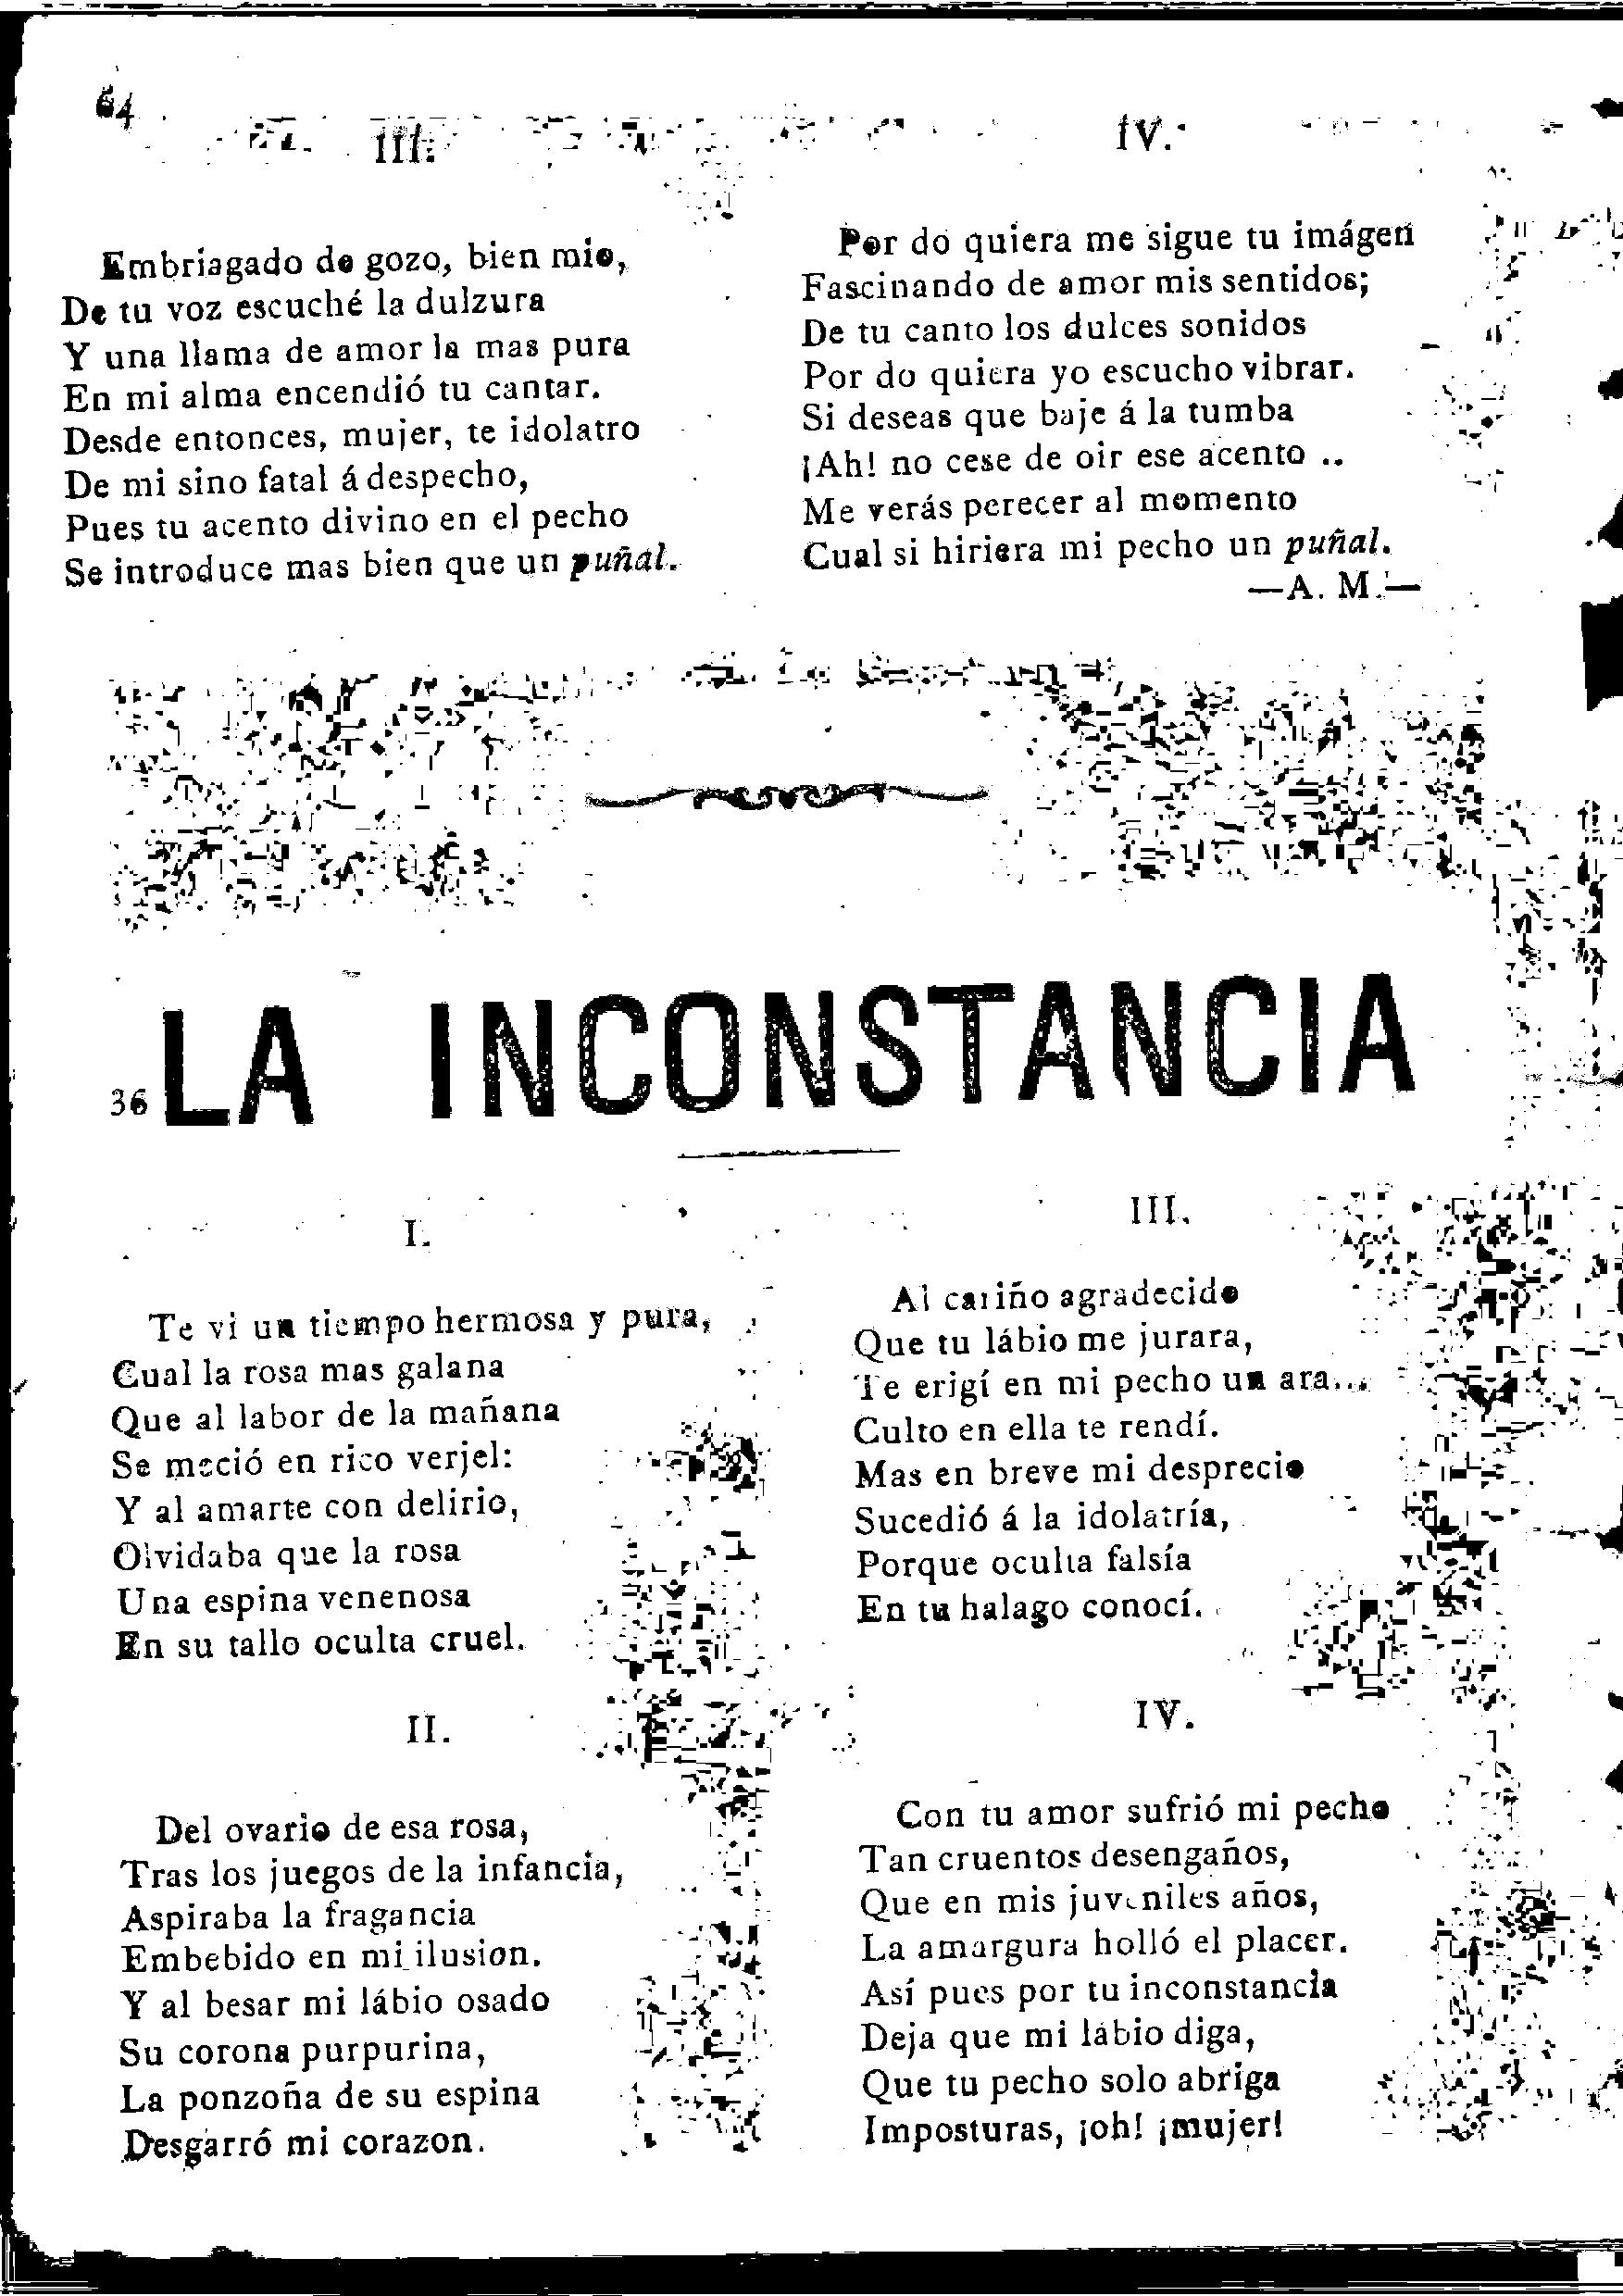 64
III.
Embriagado de gozo, bien mio,
De tu voz escuché la dulzura
Y una llama de amor la mas pura
En mi alma encendió tu cantar.
Desde entonces, mujer, te idolatro
De mi sino fatal á despecho,
Pues tu acento divino en el pecho
Se introduce mas bien que un puñal.
IV.
Por do quiera me sigue tu imágen
Fascinando de amor mis sentidos;
De tu canto los dulces sonidos
Por do quiera yo escucho vibrar.
Si deseas que baje á la tumba
¡Ah! no cese de oir ese acento ..
Me verás perecer al momento
Cual si hiriera mi pecho un puñal.
—A. M.—
36 LA INCONSTANCIA
I.
Te vi un tiempo hermosa y pura,
Cual la rosa mas galana
Que al labor de la mañana
Se meció en rico verjel:
Y al amarte con delirio,
Olvidaba que la rosa
Una espina venenosa
En su tallo oculta cruel.
II.
Del ovario de esa rosa,
Tras los juegos de la infancia,
Aspiraba la fragancia
Embebido en mi ilusion.
Y al besar mi lábio osado
Su corona purpurina,
La ponzoña de su espina
Desgarró mi corazon.
III.
Al cariño agradecido
Que tu lábio me jurara,
Te erigí en mi pecho un ara...
Culto en ella te rendí.
Mas en breve mi desprecio
Sucedió á la idolatría,
Porque oculta falsía
En tu halago conocí.
IV.
Con tu amor sufrió mi pecho
Tan cruentos desengaños,
Que en mis juveniles años,
La amargura holló el placer.
Así pues por tu inconstancia
Deja que mi lábio diga,
Que tu pecho solo abriga
Imposturas, ¡oh! ¡mujer!